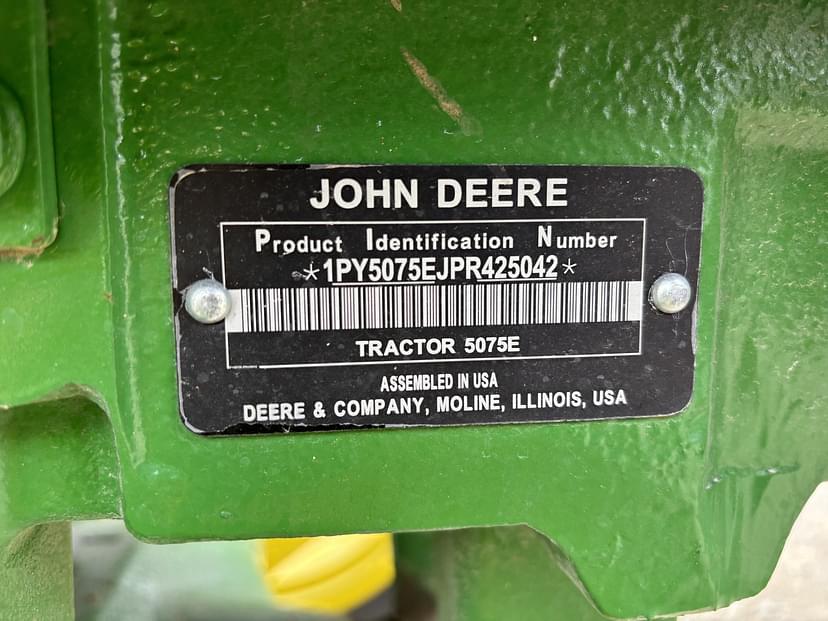 JOHN DEERE
Product Identification Number
*1PY5075EJPR425042*
TRACTOR 5075E
ASSEMBLED IN USA
DEERE & COMPANY, MOLINE, ILLINOIS, USA